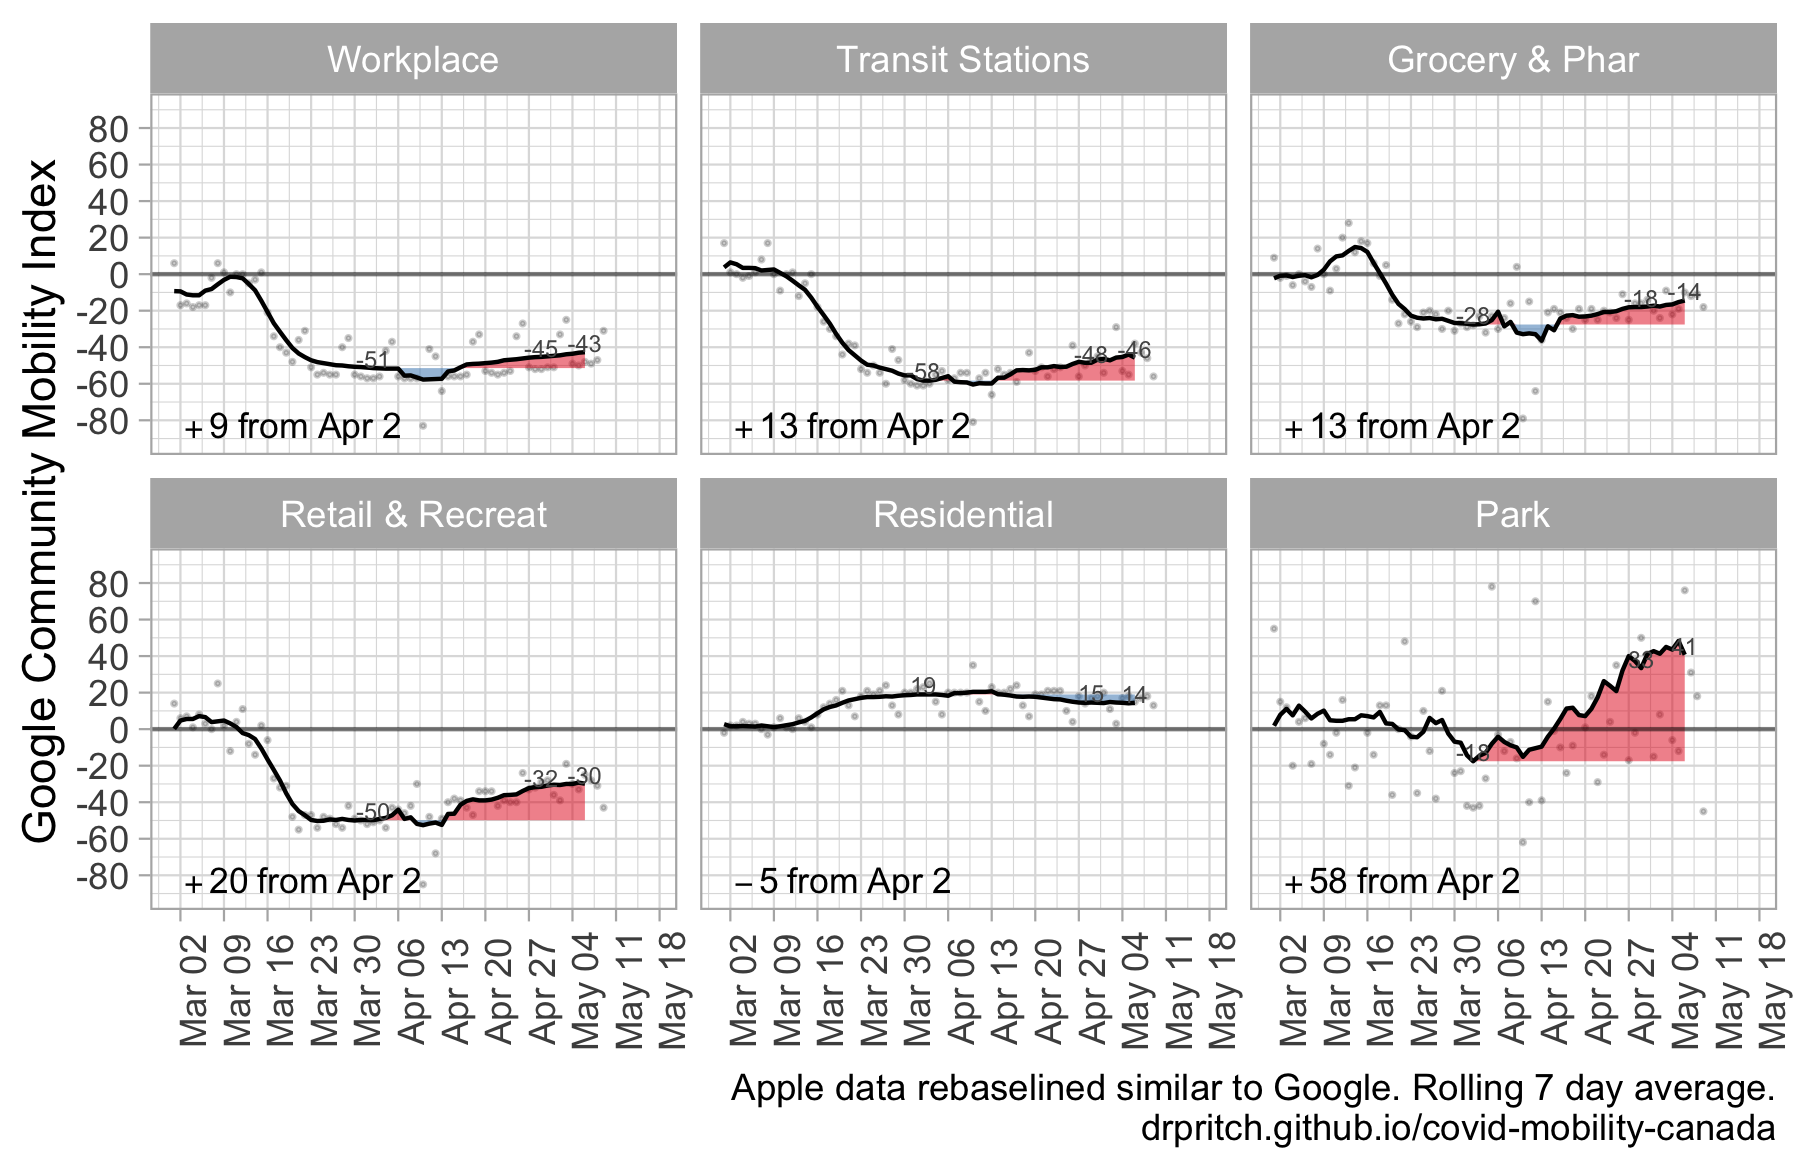 Workplace
Transit Stations
Grocery & Phar
Google Community Mobility Index
80
60
40
20
0
-20
-40
-60
-80
-51
-45
-43
+ 9 from Apr 2
58
-48
-46
+ 13 from Apr 2
-28
-18
-14
+ 13 from Apr 2
Retail & Recreat
Residential
Park
80
60
40
20
0
-20
-40
-60
-80
-50
-32
-30
+ 20 from Apr 2
19
15
14
− 5 from Apr 2
-18
33
41
+ 58 from Apr 2
Mar 02
Mar 09
Mar 16
Mar 23
Mar 30
Apr 06
Apr 13
Apr 20
Apr 27
May 04
May 11
May 18
Mar 02
Mar 09
Mar 16
Mar 23
Mar 30
Apr 06
Apr 13
Apr 20
Apr 27
May 04
May 11
May 18
Mar 02
Mar 09
Mar 16
Mar 23
Mar 30
Apr 06
Apr 13
Apr 20
Apr 27
May 04
May 11
May 18
Apple data rebaselined similar to Google. Rolling 7 day average.
drpritch.github.io/covid-mobility-canada